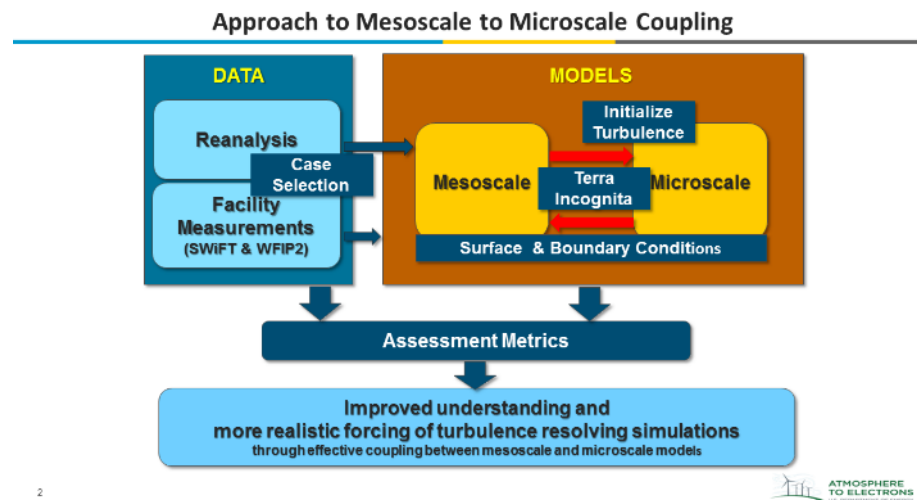 Approach to Mesoscale to Microscale Coupling
DATA
MODELS
Reanalysis
Case
Selection
Facility
Measurements
(SWiFT & WFIP2)
Initialize
Turbulence
Mesoscale
Terra
Incognita
Microscale
Surface & Boundary Conditions
Assessment Metrics
Improved understanding and
more realistic forcing of turbulence resolving simulations
through effective coupling between mesoscale and microscale models
2
ATMOSPHERE
TO ELECTRONS